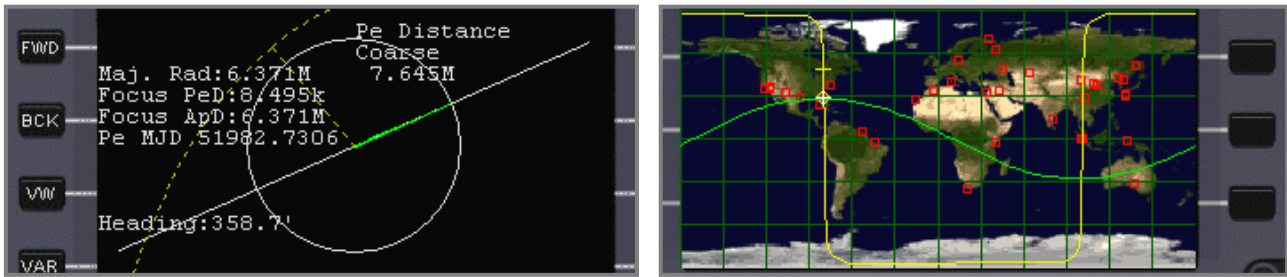 Pe Distance
FWD
Coarse
Maj. Rad:6.371M 7.645M
Focus PeD:8.495k
Focus ApD:6.371M
BCK
Pe MJD 51982.7306
VW
Heading:358.7'
VAR